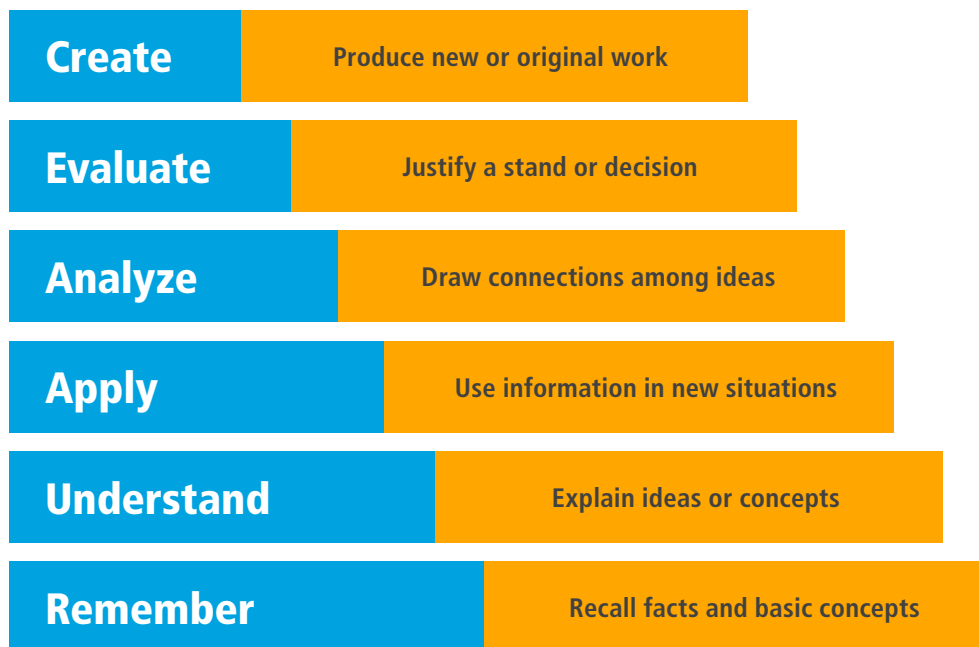 Create
Produce new or original work
Evaluate
Justify a stand or decision
Analyze
Draw connections among ideas
Apply
Use information in new situations
Understand
Explain ideas or concepts
Remember
Recall facts and basic concepts